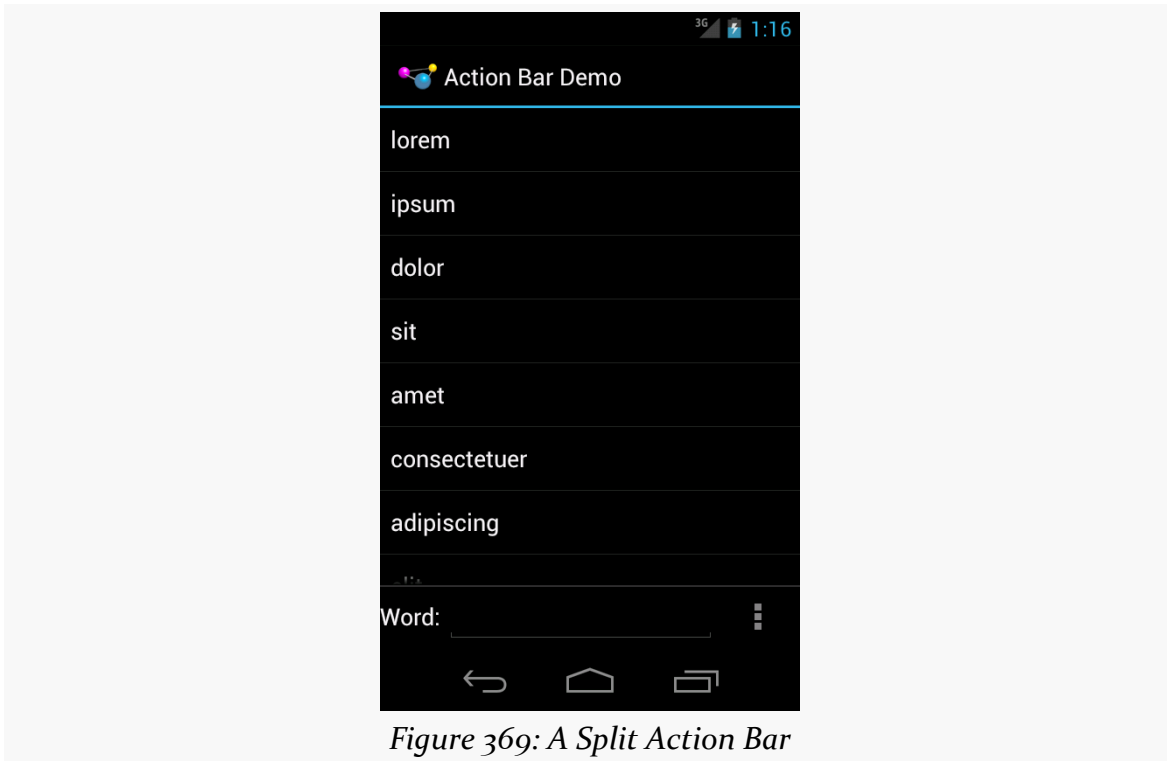 3G 1:16
Action Bar Demo
lorem
ipsum
dolor
sit
amet
consectetuer
adipiscing
Word:
Figure 369: A Split Action Bar